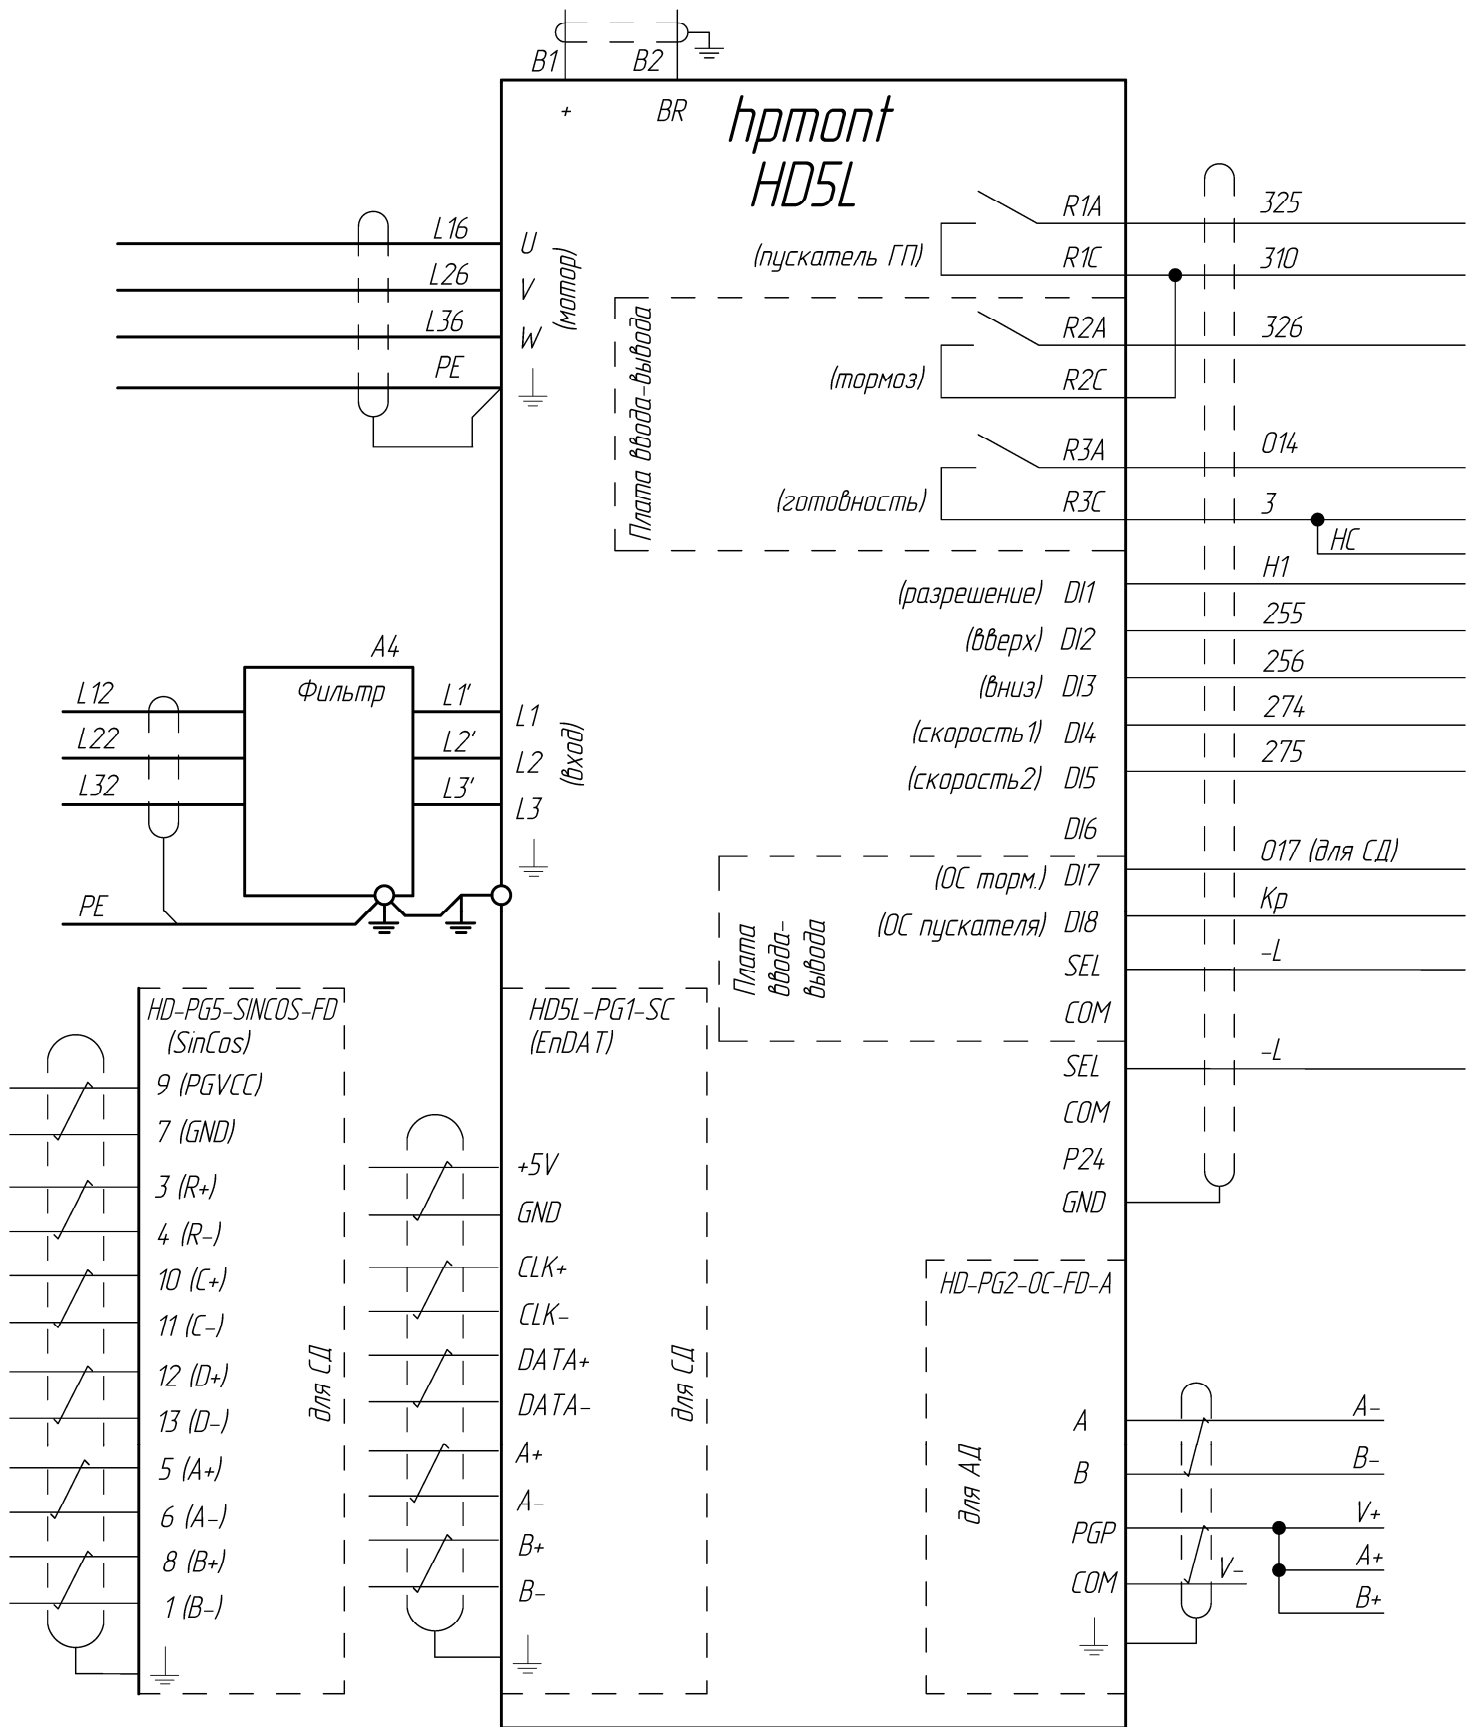 B1
B2
+
BR
hpmont
HD5L
L16
L26
L36
PE
U
V
W
(мотор)
R1A
325
(пускатель ГП)
R1C
310
Плата ввода-вывода
R2A
326
(тормоз)
R2C
R3A
014
(готовность)
R3C
3
НС
(разрешение) DI1
Н1
(вверх) DI2
255
(вниз) DI3
256
(скорость1) DI4
274
(скорость2) DI5
275
DI6
A4
Фильтр
L12
L22
L32
PE
L1'
L2'
L3'
L1
L2
L3
(вход)
(ОС торм.) DI7
017 (для СД)
(ОС пускателя) DI8
Кр
Плата
ввода-
вывода
SEL
-L
COM
SEL
-L
COM
P24
GND
HD-PG5-SINCOS-FD
(SinCos)
9 (PGVCC)
7 (GND)
3 (R+)
4 (R-)
10 (C+)
11 (C-)
12 (D+)
13 (D-)
5 (A+)
6 (A-)
8 (B+)
1 (B-)
для СД
HD5L-PG1-SC
(EnDAT)
+5V
GND
CLK+
CLK-
DATA+
DATA-
A+
A-
B+
B-
для СД
HD-PG2-OC-FD-A
для АД
A
A-
B
B-
PGP
V+
A+
COM
V-
B+